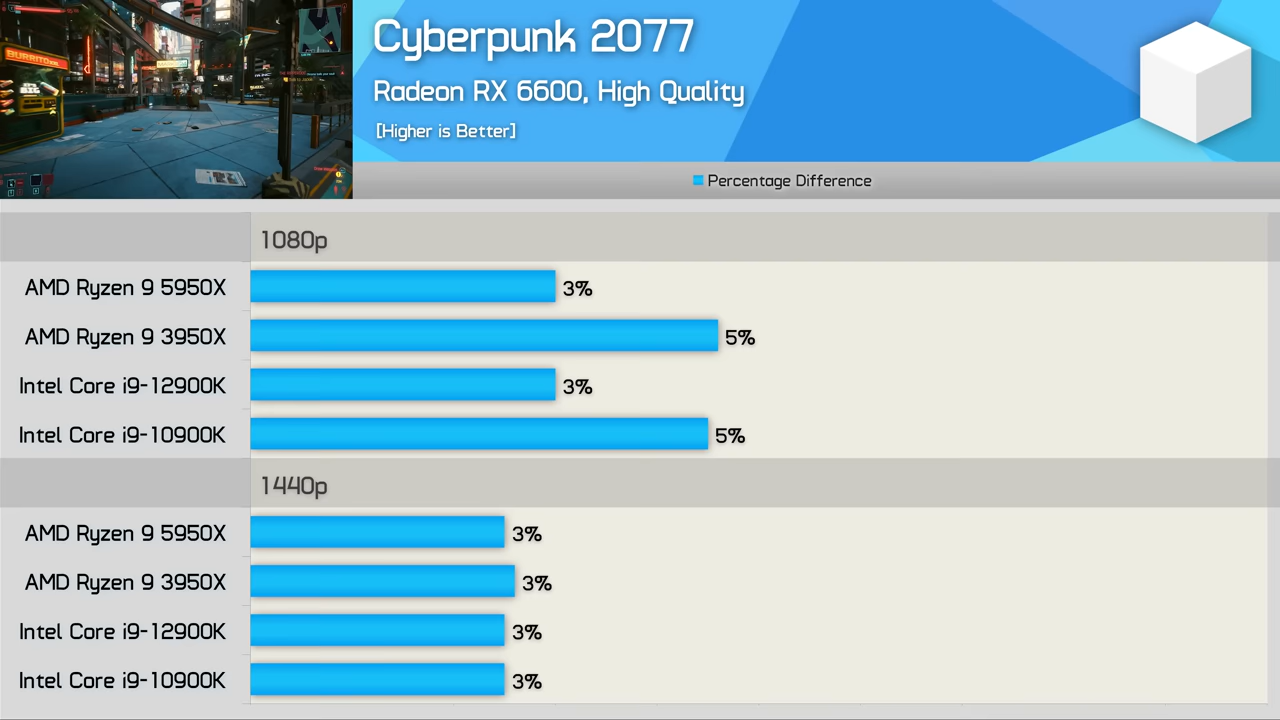 BURRITO
Cyberpunk 2077
Radeon RX 6600, High Quality
[Higher is Better]
Percentage Difference
1080p
AMD Ryzen 9 5950X 3%
AMD Ryzen 9 3950X 5%
Intel Core i9-12900K 3%
Intel Core i9-10900K 5%
1440p
AMD Ryzen 9 5950X 3%
AMD Ryzen 9 3950X 3%
Intel Core i9-12900K 3%
Intel Core i9-10900K 3%